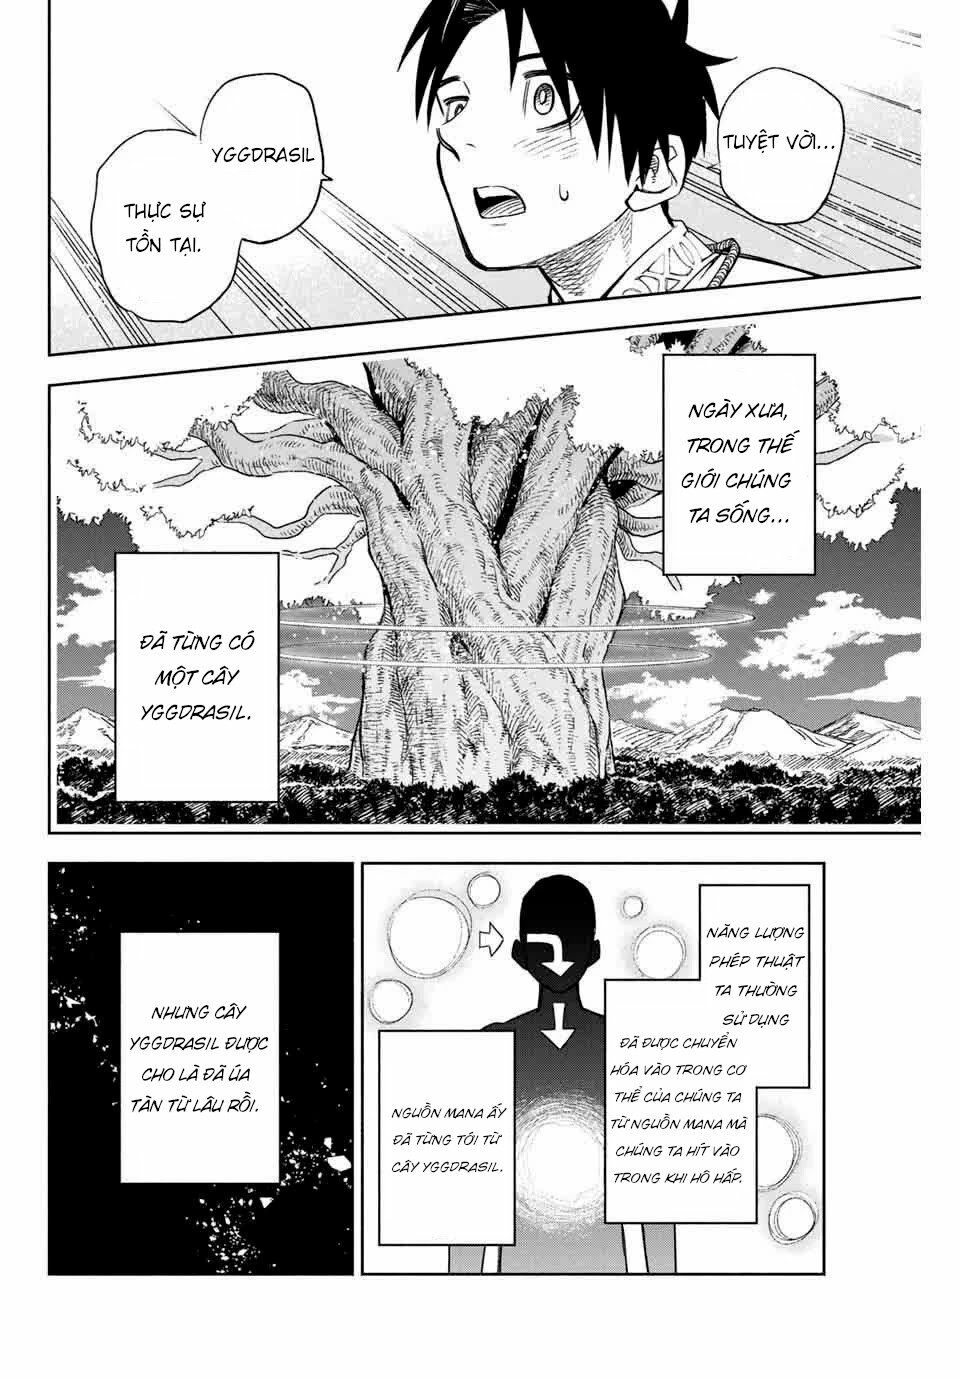 TUYỆT VỜI...
YGGDRASIL
THỰC SỰ
TỒN TẠI.
NGÀY XƯA,
TRONG THẾ
GIỚI CHÚNG
TA SỐNG...
ĐÃ TỪNG CÓ
MỘT CÂY
YGGDRASIL.
NĂNG LƯỢNG
PHÉP THUẬT
TA THƯỜNG
SỬ DỤNG
ĐÃ ĐƯỢC CHUYỂN
HÓA VÀO TRONG CƠ
THỂ CỦA CHÚNG TA
TỪ NGUỒN MANA MÀ
CHÚNG TA HÍT VÀO
TRONG KHI HÔ HẤP.
NGUỒN MANA ẤY
ĐÃ TỪNG TỚI TỪ
CÂY YGGDRASIL.
NHƯNG CÂY
YGGDRASIL ĐƯỢC
CHO LÀ ĐÃ ÚA
TÀN TỪ LÂU RỒI.